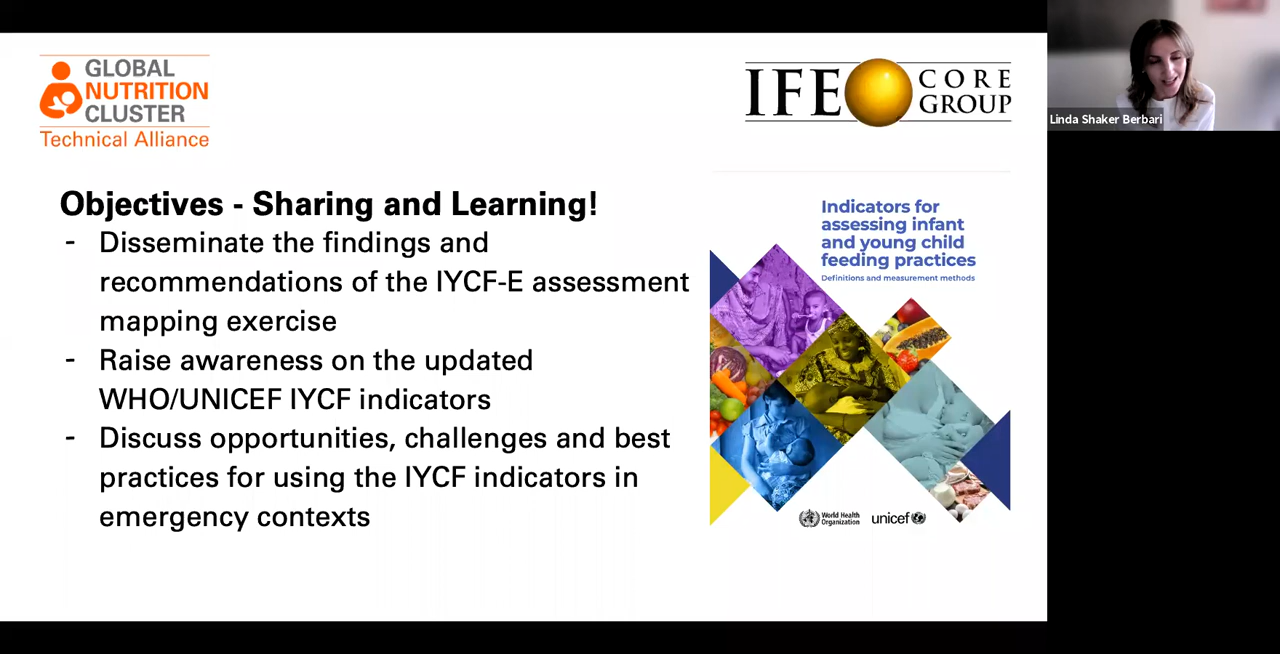 GLOBAL
NUTRITION
CLUSTER
Technical Alliance
IFE CORE
GROUP
Linda Shaker Berbari
Objectives - Sharing and Learning!
- Disseminate the findings and
recommendations of the IYCF-E assessment
mapping exercise
- Raise awareness on the updated
WHO/UNICEF IYCF indicators
- Discuss opportunities, challenges and best
practices for using the IYCF indicators in
emergency contexts
Indicators for
assessing infant
and young child
feeding practices
Definitions and measurement methods
World Health
Organization
unicef